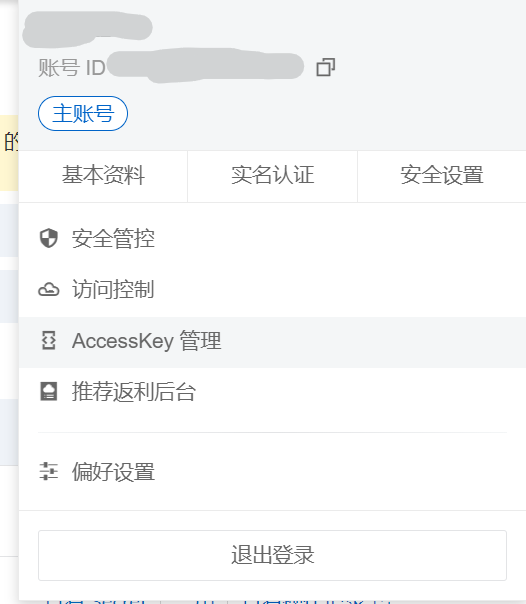 账号 ID
主账号
的
基本资料 实名认证 安全设置
安全管控
访问控制
AccessKey 管理
推荐返利后台
偏好设置
退出登录